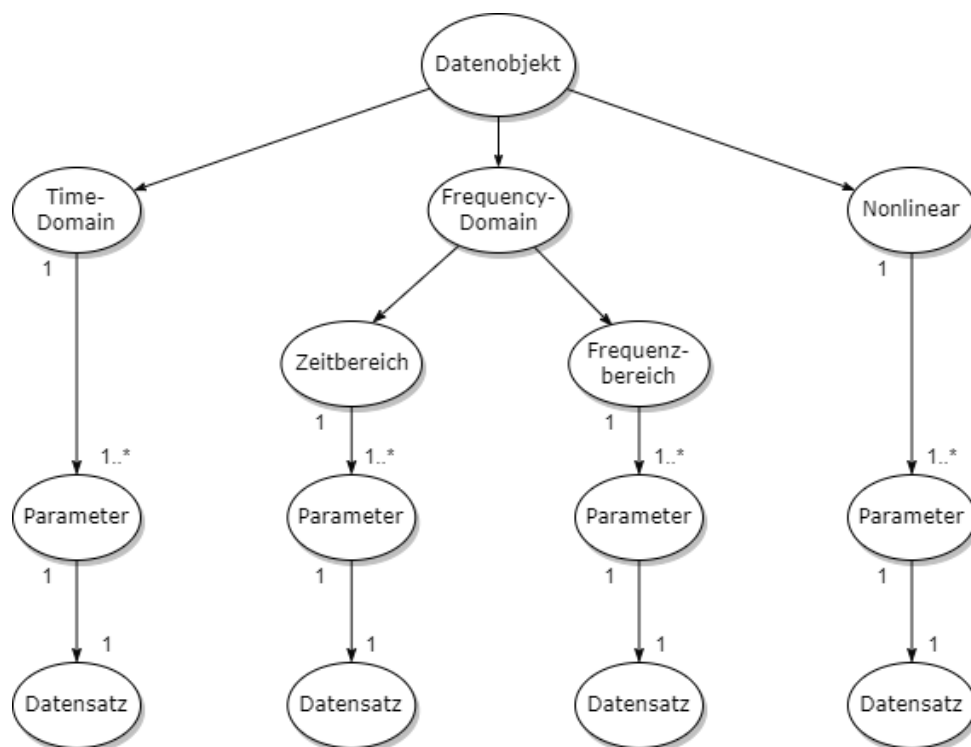 Datenobjekt
Time-
Domain
Frequency-
Domain
Nonlinear
1
1
Zeitbereich
Frequenz-
bereich
1
1
1..*
1..*
1..*
1..*
Parameter
Parameter
Parameter
Parameter
1
1
1
1
1
1
1
1
Datensatz
Datensatz
Datensatz
Datensatz